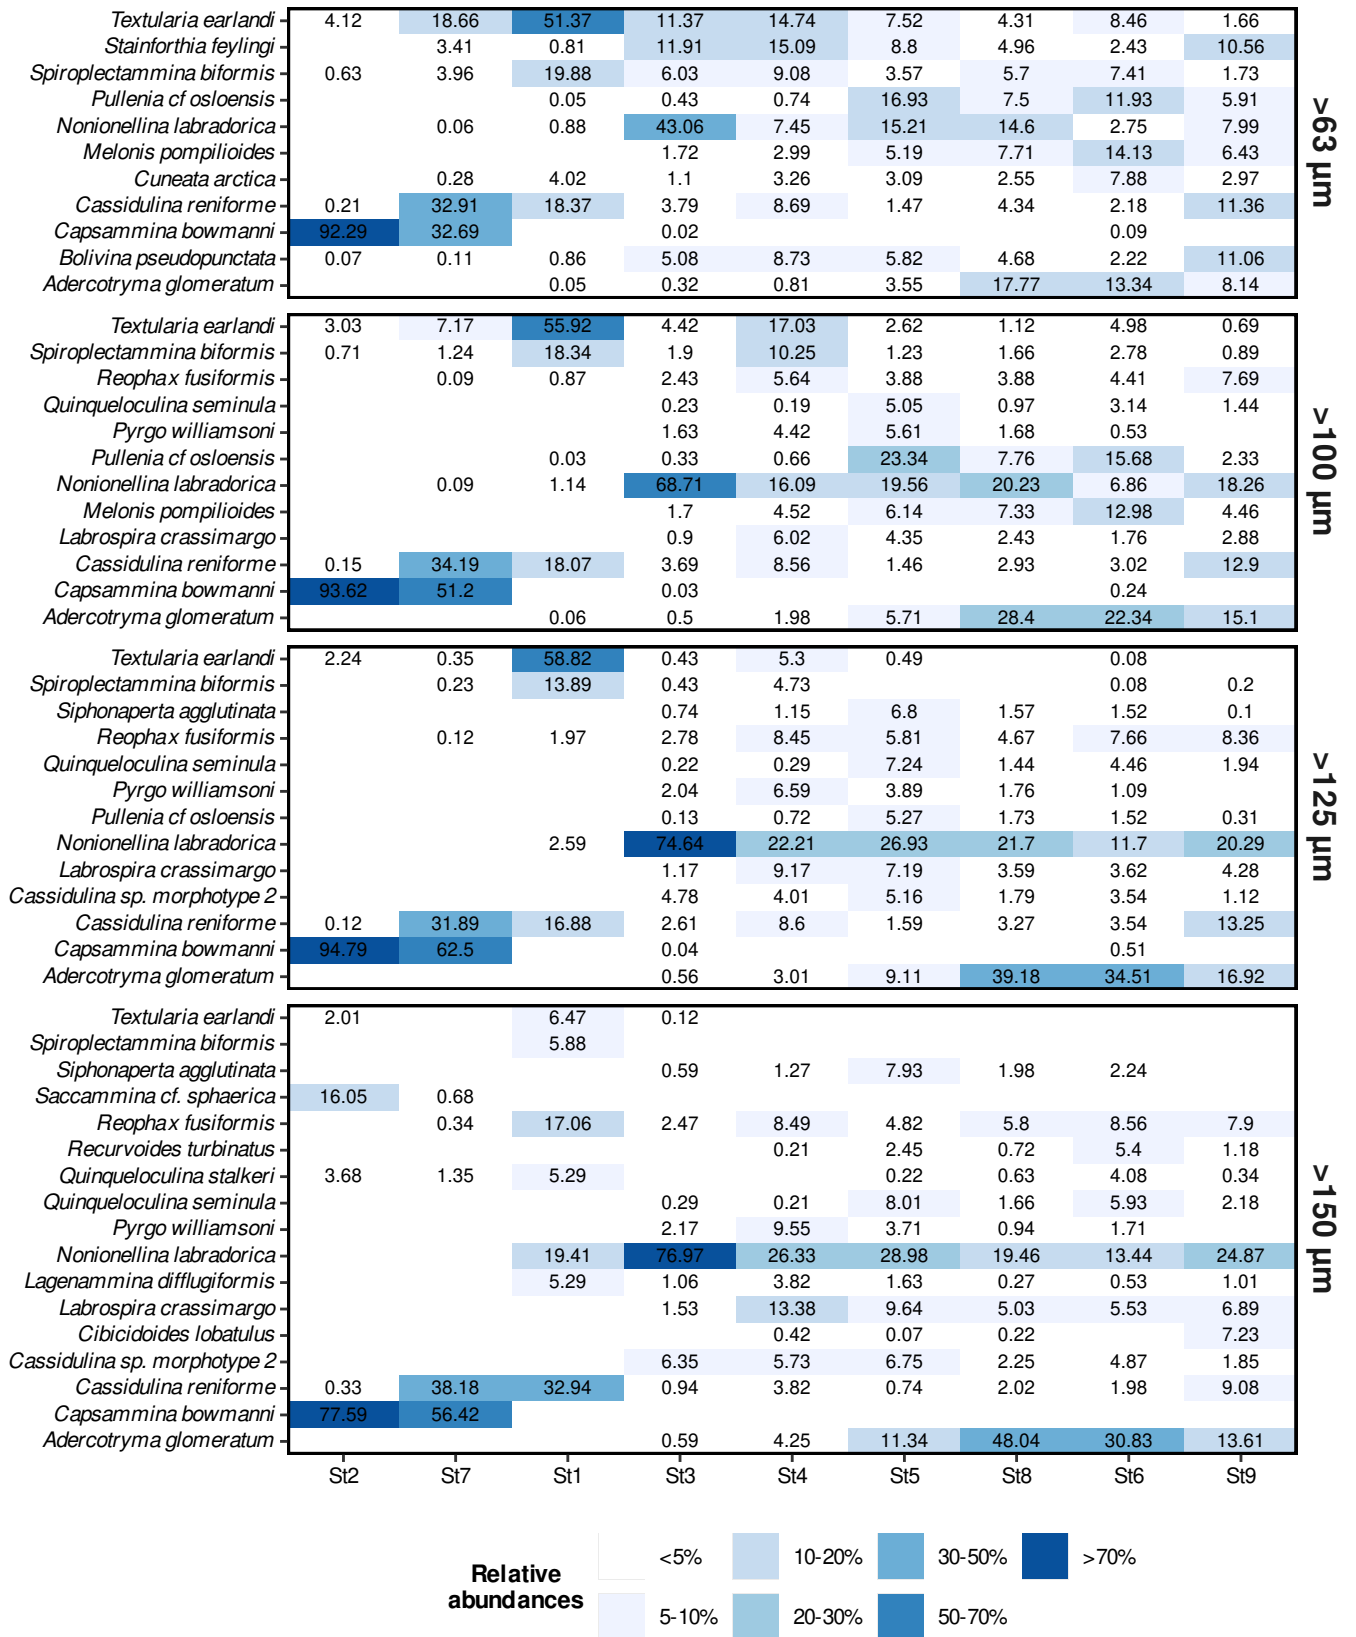 Textularia earlandi 4.12 18.66 51.37 11.37 14.74 7.52 4.31 8.46 1.66
Stainforthia feylingi 3.41 0.81 11.91 15.09 8.8 4.96 2.43 10.56
Spiroplectammina biformis 0.63 3.96 19.88 6.03 9.08 3.57 5.7 7.41 1.73
Pullenia cf osloensis 0.05 0.43 0.74 16.93 7.5 11.93 5.91
Nonionellina labradorica 0.06 0.88 43.06 7.45 15.21 14.6 2.75 7.99
Melonis pompilioides 1.72 2.99 5.19 7.71 14.13 6.43
Cuneata arctica 0.28 4.02 1.1 3.26 3.09 2.55 7.88 2.97
Cassidulina reniforme 0.21 32.91 18.37 3.79 8.69 1.47 4.34 2.18 11.36
Capsammina bowmanni 92.29 32.69 0.02 0.09
Bolivina pseudopunctata 0.07 0.11 0.86 5.08 8.73 5.82 4.68 2.22 11.06
Adercotryma glomeratum 0.05 0.32 0.81 3.55 17.77 13.34 8.14
>63 μm
Textularia earlandi 3.03 7.17 55.92 4.42 17.03 2.62 1.12 4.98 0.69
Spiroplectammina biformis 0.71 1.24 18.34 1.9 10.25 1.23 1.66 2.78 0.89
Reophax fusiformis 0.09 0.87 2.43 5.64 3.88 3.88 4.41 7.69
Quinqueloculina seminula 0.23 0.19 5.05 0.97 3.14 1.44
Pyrgo williamsoni 1.63 4.42 5.61 1.68 0.53
Pullenia cf osloensis 0.03 0.33 0.66 23.34 7.76 15.68 2.33
Nonionellina labradorica 0.09 1.14 68.71 16.09 19.56 20.23 6.86 18.26
Melonis pompilioides 1.7 4.52 6.14 7.33 12.98 4.46
Labrospira crassimargo 0.9 6.02 4.35 2.43 1.76 2.88
Cassidulina reniforme 0.15 34.19 18.07 3.69 8.56 1.46 2.93 3.02 12.9
Capsammina bowmanni 93.62 51.2 0.03 0.24
Adercotryma glomeratum 0.06 0.5 1.98 5.71 28.4 22.34 15.1
>100 μm
Textularia earlandi 2.24 0.35 58.82 0.43 5.3 0.49 0.08
Spiroplectammina biformis 0.23 13.89 0.43 4.73 0.08 0.2
Siphonaperta agglutinata 0.74 1.15 6.8 1.57 1.52 0.1
Reophax fusiformis 0.12 1.97 2.78 8.45 5.81 4.67 7.66 8.36
Quinqueloculina seminula 0.22 0.29 7.24 1.44 4.46 1.94
Pyrgo williamsoni 2.04 6.59 3.89 1.76 1.09
Pullenia cf osloensis 0.13 0.72 5.27 1.73 1.52 0.31
Nonionellina labradorica 2.59 74.64 22.21 26.93 21.7 11.7 20.29
Labrospira crassimargo 1.17 9.17 7.19 3.59 3.62 4.28
Cassidulina sp. morphotype 2 4.78 4.01 5.16 1.79 3.54 1.12
Cassidulina reniforme 0.12 31.89 16.88 2.61 8.6 1.59 3.27 3.54 13.25
Capsammina bowmanni 94.79 62.5 0.04 0.51
Adercotryma glomeratum 0.56 3.01 9.11 39.18 34.51 16.92
>125 μm
Textularia earlandi 2.01 6.47 0.12
Spiroplectammina biformis 5.88
Siphonaperta agglutinata 0.59 1.27 7.93 1.98 2.24
Saccammina cf. sphaerica 16.05 0.68
Reophax fusiformis 0.34 17.06 2.47 8.49 4.82 5.8 8.56 7.9
Recurvoides turbinatus 0.21 2.45 0.72 5.4 1.18
Quinqueloculina stalkeri 3.68 1.35 5.29 0.22 0.63 4.08 0.34
Quinqueloculina seminula 0.29 0.21 8.01 1.66 5.93 2.18
Pyrgo williamsoni 2.17 9.55 3.71 0.94 1.71
Nonionellina labradorica 19.41 76.97 26.33 28.98 19.46 13.44 24.87
Lagenammina difflugiformis 5.29 1.06 3.82 1.63 0.27 0.53 1.01
Labrospira crassimargo 1.53 13.38 9.64 5.03 5.53 6.89
Cibicidoides lobatulus 0.42 0.07 0.22 7.23
Cassidulina sp. morphotype 2 6.35 5.73 6.75 2.25 4.87 1.85
Cassidulina reniforme 0.33 38.18 32.94 0.94 3.82 0.74 2.02 1.98 9.08
Capsammina bowmanni 77.59 56.42
Adercotryma glomeratum 0.59 4.25 11.34 48.04 30.83 13.61
>150 μm
St2 St7 St1 St3 St4 St5 St8 St6 St9
Relative
abundances
<5% 10-20% 30-50% >70%
5-10% 20-30% 50-70%